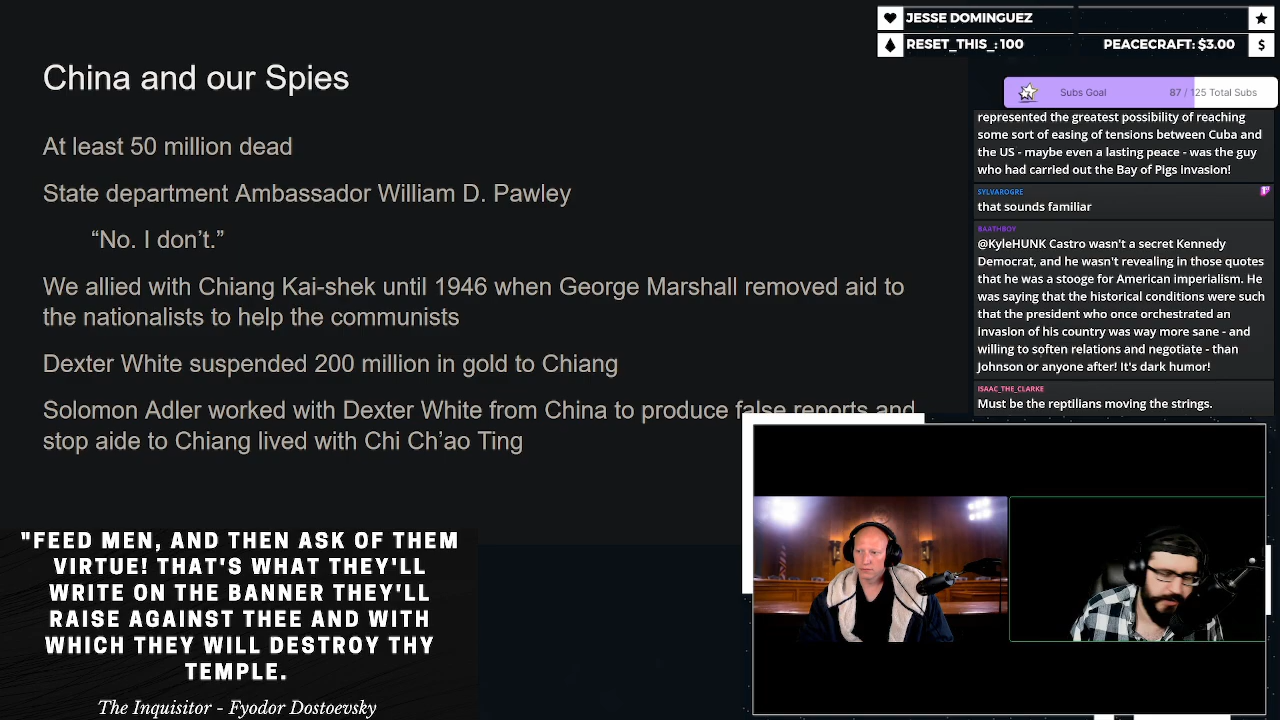 China and our Spies
At least 50 million dead
State department Ambassador William D. Pawley
“No. I don’t.”
We allied with Chiang Kai-shek until 1946 when George Marshall removed aid to
the nationalists to help the communists
Dexter White suspended 200 million in gold to Chiang
Solomon Adler worked with Dexter White from China to produce false reports and
stop aide to Chiang lived with Chi Ch’ao Ting
"FEED MEN, AND THEN ASK OF THEM
VIRTUE! THAT'S WHAT THEY'LL
WRITE ON THE BANNER THEY'LL
RAISE AGAINST THEE AND WITH
WHICH THEY WILL DESTROY THY
TEMPLE.
The Inquisitor - Fyodor Dostoevsky
JESSE DOMINGUEZ
RESET_THIS_: 100
PEACECRAFT: $3.00
$
Subs Goal
87 / 125 Total Subs
represented the greatest possibility of reaching
some sort of easing of tensions between Cuba and
the US - maybe even a lasting peace - was the guy
who had carried out the Bay of Pigs invasion!
SYLVAROGRE
that sounds familiar
BAATHBOY
@KyleHUNK Castro wasn't a secret Kennedy
Democrat, and he wasn't revealing in those quotes
that he was a stooge for American imperialism. He
was saying that the historical conditions were such
that the president who once orchestrated an
invasion of his country was way more sane - and
willing to soften relations and negotiate - than
Johnson or anyone after! It's dark humor!
ISAAC_THE_CLARKE
Must be the reptilians moving the strings.